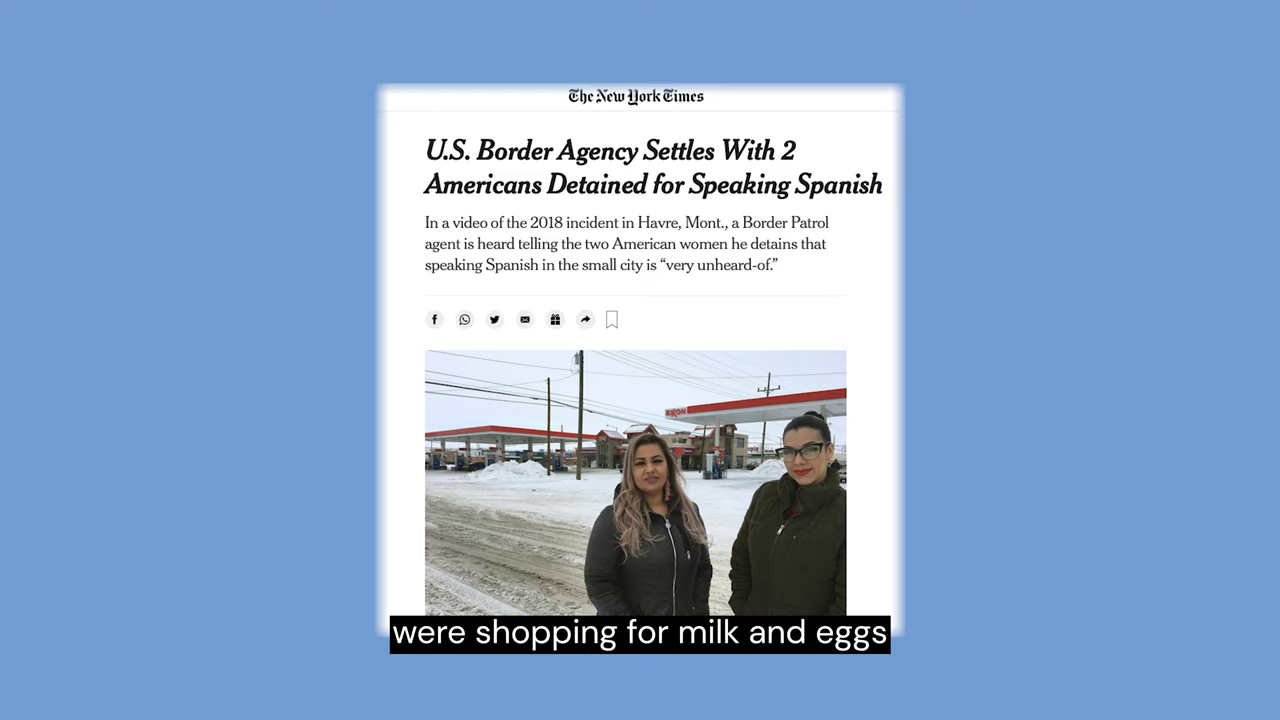 The New York Times
U.S. Border Agency Settles With 2
Americans Detained for Speaking Spanish
In a video of the 2018 incident in Havre, Mont., a Border Patrol
agent is heard telling the two American women he detains that
speaking Spanish in the small city is “very unheard-of.”
EXXON
were shopping for milk and eggs